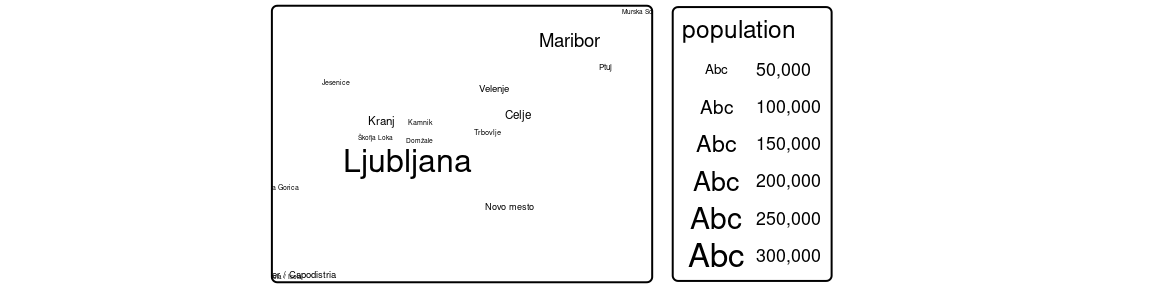 Murska So
Maribor
Ptuj
Jesenice
Velenje
Celje
Kranj
Kamnik
Trbovlje
Škofja Loka
Domžale
Ljubljana
a Gorica
Novo mesto
er / Capodistria
population
Abc 50,000
Abc 100,000
Abc 150,000
Abc 200,000
Abc 250,000
Abc 300,000